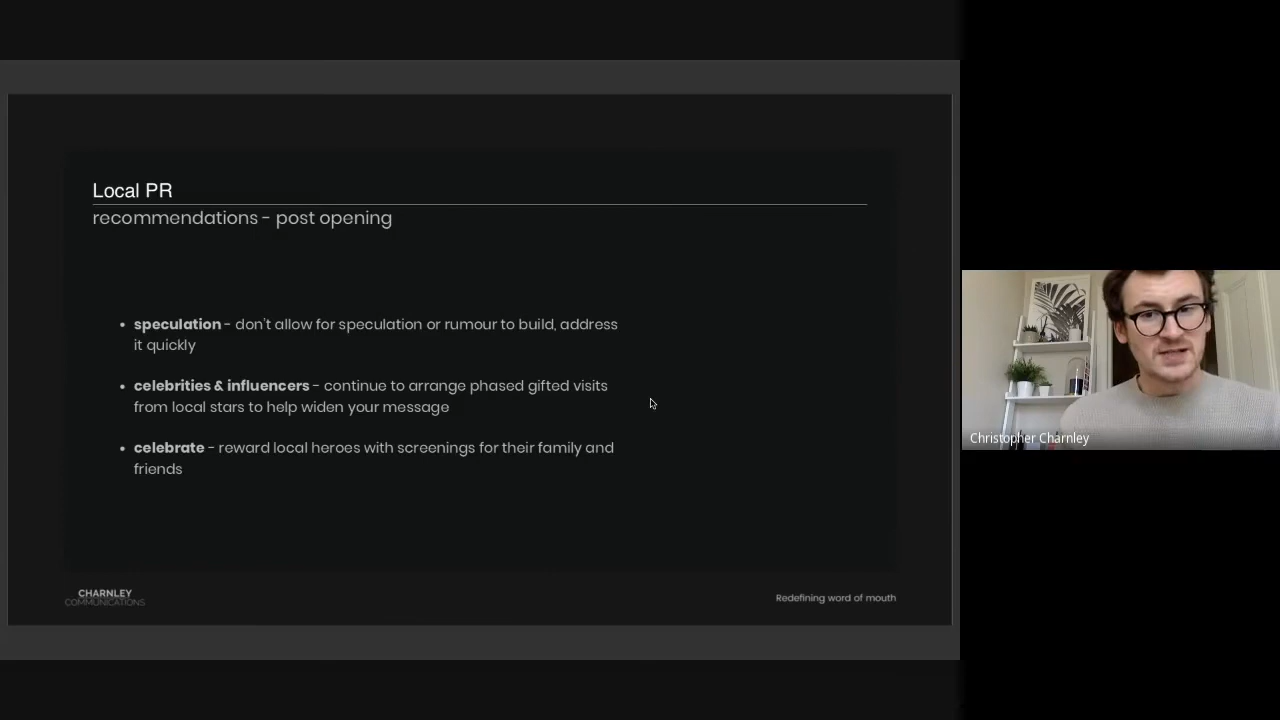 Local PR
recommendations - post opening
• speculation - don't allow for speculation or rumour to build, address
it quickly
• celebrities & influencers - continue to arrange phased gifted visits
from local stars to help widen your message
• celebrate - reward local heroes with screenings for their family and
friends
CHARNLEY
COMMUNICATIONS
Redefining word of mouth
Christopher Charnley